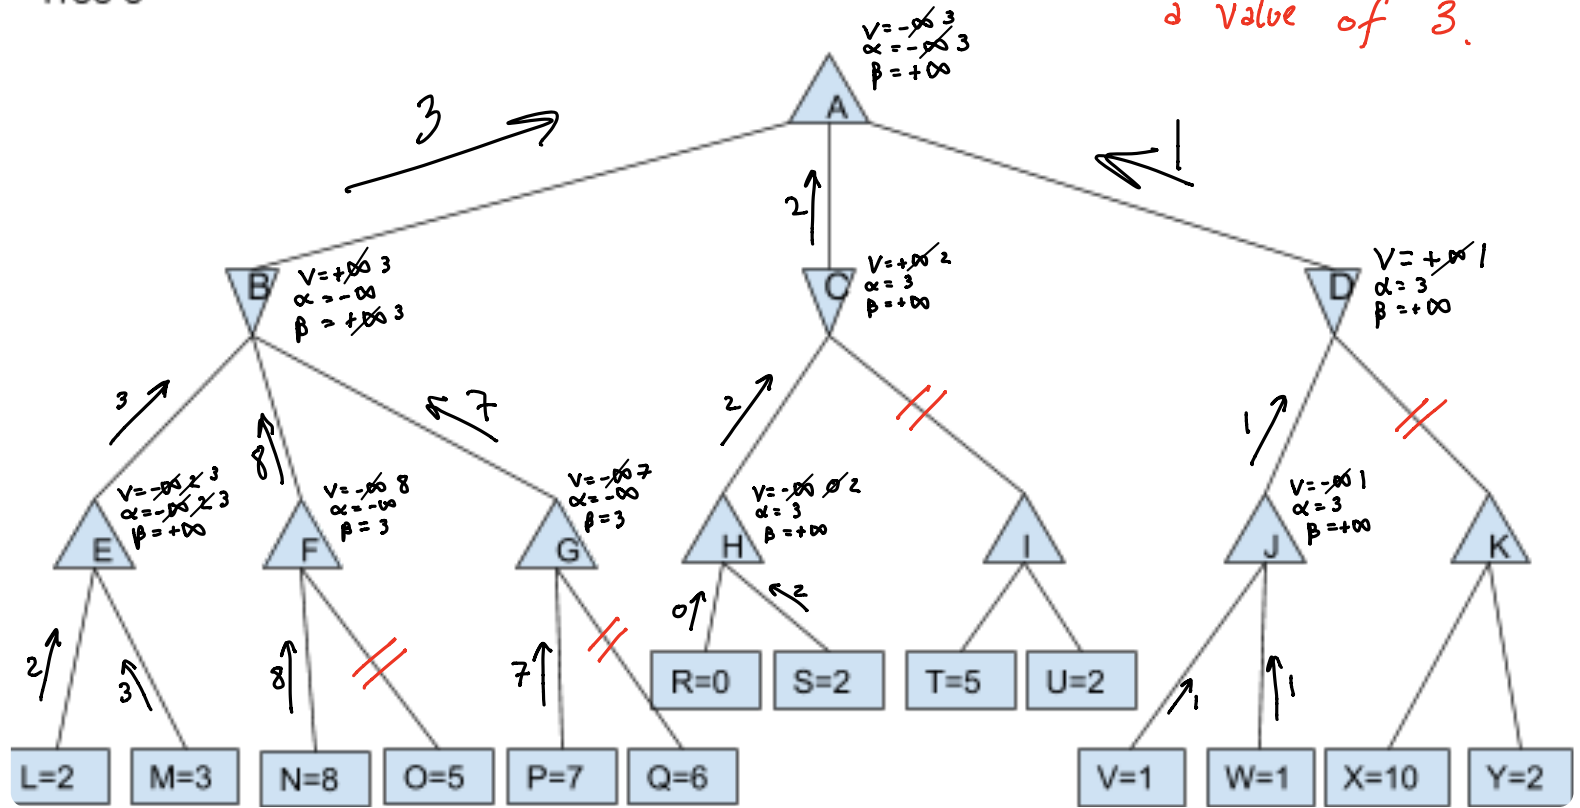 a value of 3.
V=-∞ 3
α=-∞ 3
β=+∞
A
3
1
2
B
V=+∞ 3
α=-∞
β=+∞ 3
C
V=+∞ 2
α=3
β=+∞
D
V=+∞ 1
α=3
β=+∞
3
8
7
2
1
E
V=-∞ 2 3
α=-∞ 2 3
β=+∞
F
V=-∞ 8
α=-∞
β=3
G
V=-∞ 7
α=-∞
β=3
H
V=-∞ 0 2
α=3
β=+∞
I
J
V=-∞ 1
α=3
β=+∞
K
2
3
8
7
0
2
1
1
R=0
S=2
T=5
U=2
L=2
M=3
N=8
O=5
P=7
Q=6
V=1
W=1
X=10
Y=2